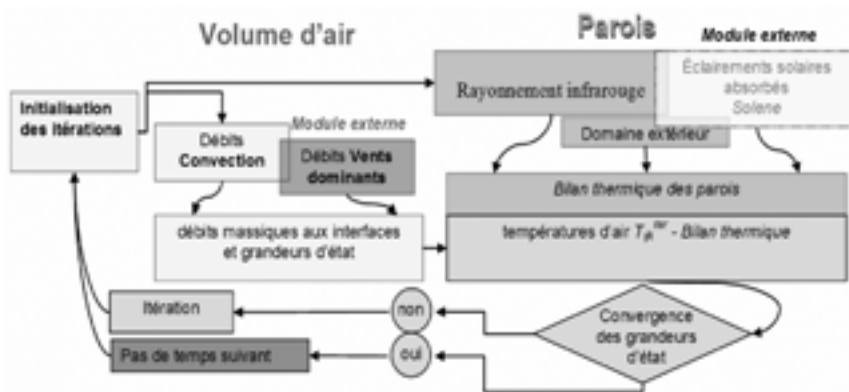 Volume d'air
Parois
Module externe
Éclairements solaires
absorbés
Solene
Rayonnement infrarouge
Initialisation
des itérations
Module externe
Domaine extérieur
Débits
Convection
Débits Vents
dominants
Bilan thermique des parois
débits massiques aux interfaces
et grandeurs d'état
températures d'air - Bilan thermique
Itération
non
Convergence
des grandeurs
d'état
Pas de temps suivant
oui